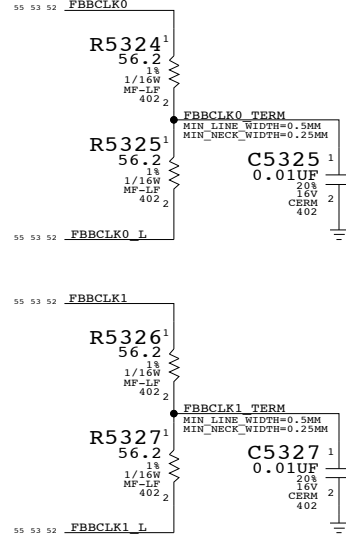 55 53 52 FBBCLK0
R5324 1
56.2
1%
1/16W
MF-LF
402 2
FBBCLK0_TERM
MIN_LINE_WIDTH=0.5MM
MIN_NECK_WIDTH=0.25MM
R5325 1
56.2
1%
1/16W
MF-LF
402 2
C5325 1
0.01UF
20%
16V 2
CERM
402
55 53 52 FBBCLK0_L
55 53 52 FBBCLK1
R5326 1
56.2
1%
1/16W
MF-LF
402 2
FBBCLK1_TERM
MIN_LINE_WIDTH=0.5MM
MIN_NECK_WIDTH=0.25MM
R5327 1
56.2
1%
1/16W
MF-LF
402 2
C5327 1
0.01UF
20%
16V 2
CERM
402
55 53 52 FBBCLK1_L